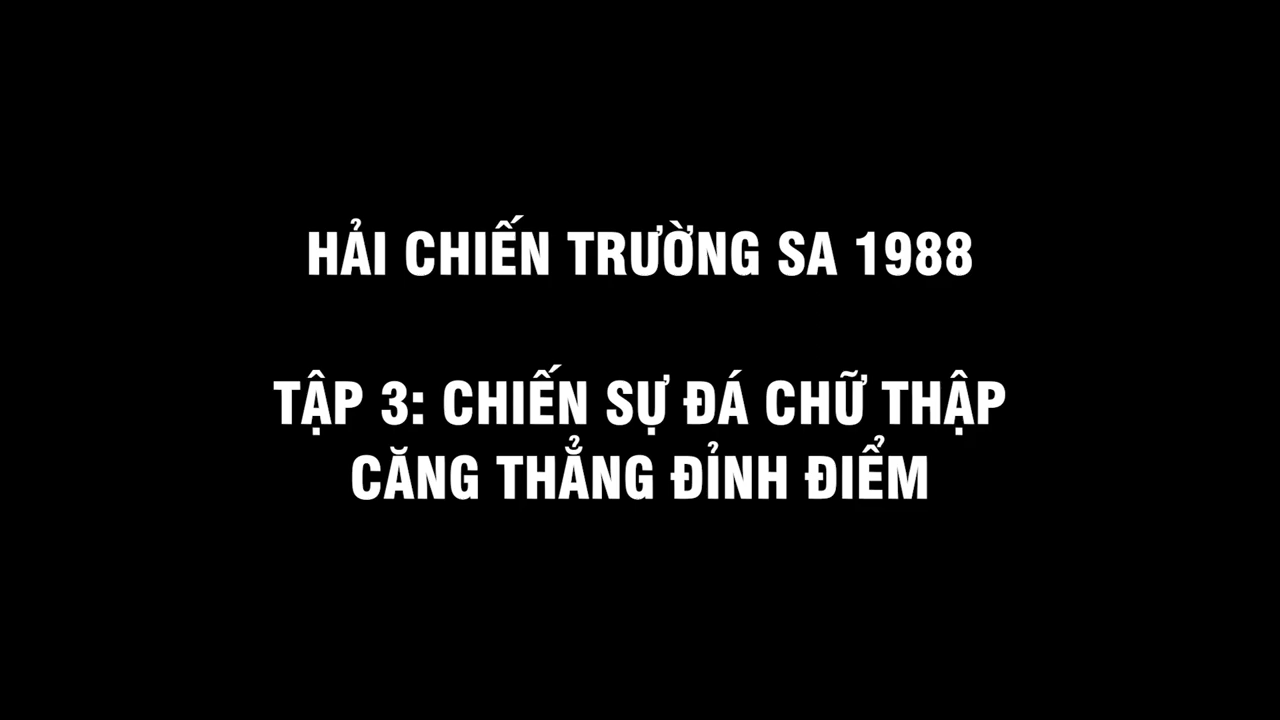 HẢI CHIẾN TRƯỜNG SA 1988
TẬP 3: CHIẾN SỰ ĐÁ CHỮ THẬP
CĂNG THẲNG ĐỈNH ĐIỂM